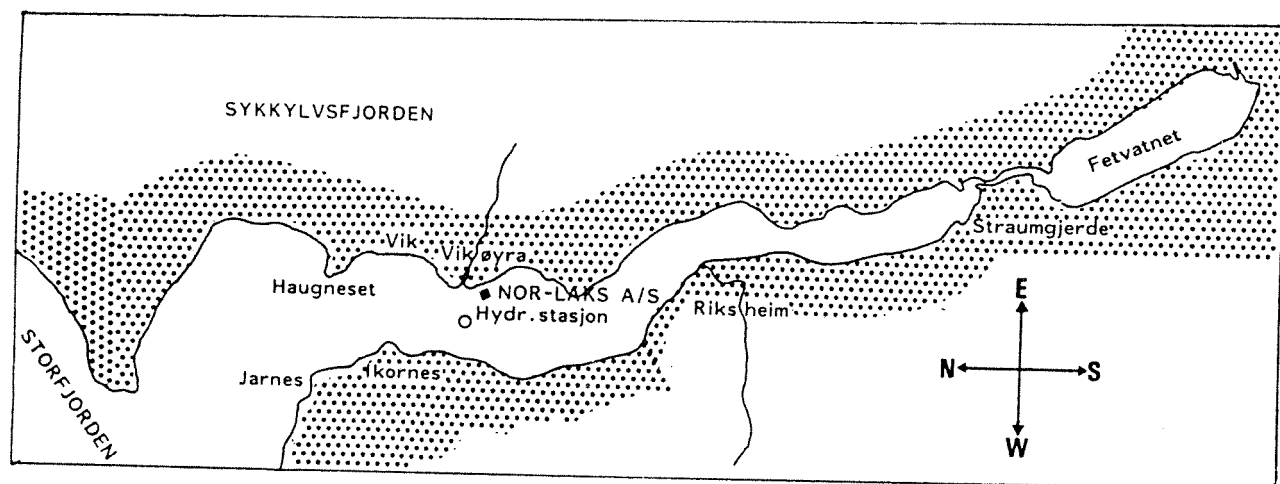 SYKKYLVSFJORDEN
Fetvatnet
Straumgjerde
Vik
Vikøyra
Haugneset
NOR-LAKS A/S
Hydr. stasjon
Riksheim
STORFJORDEN
Jarnes
Ikornes
E
N S
W